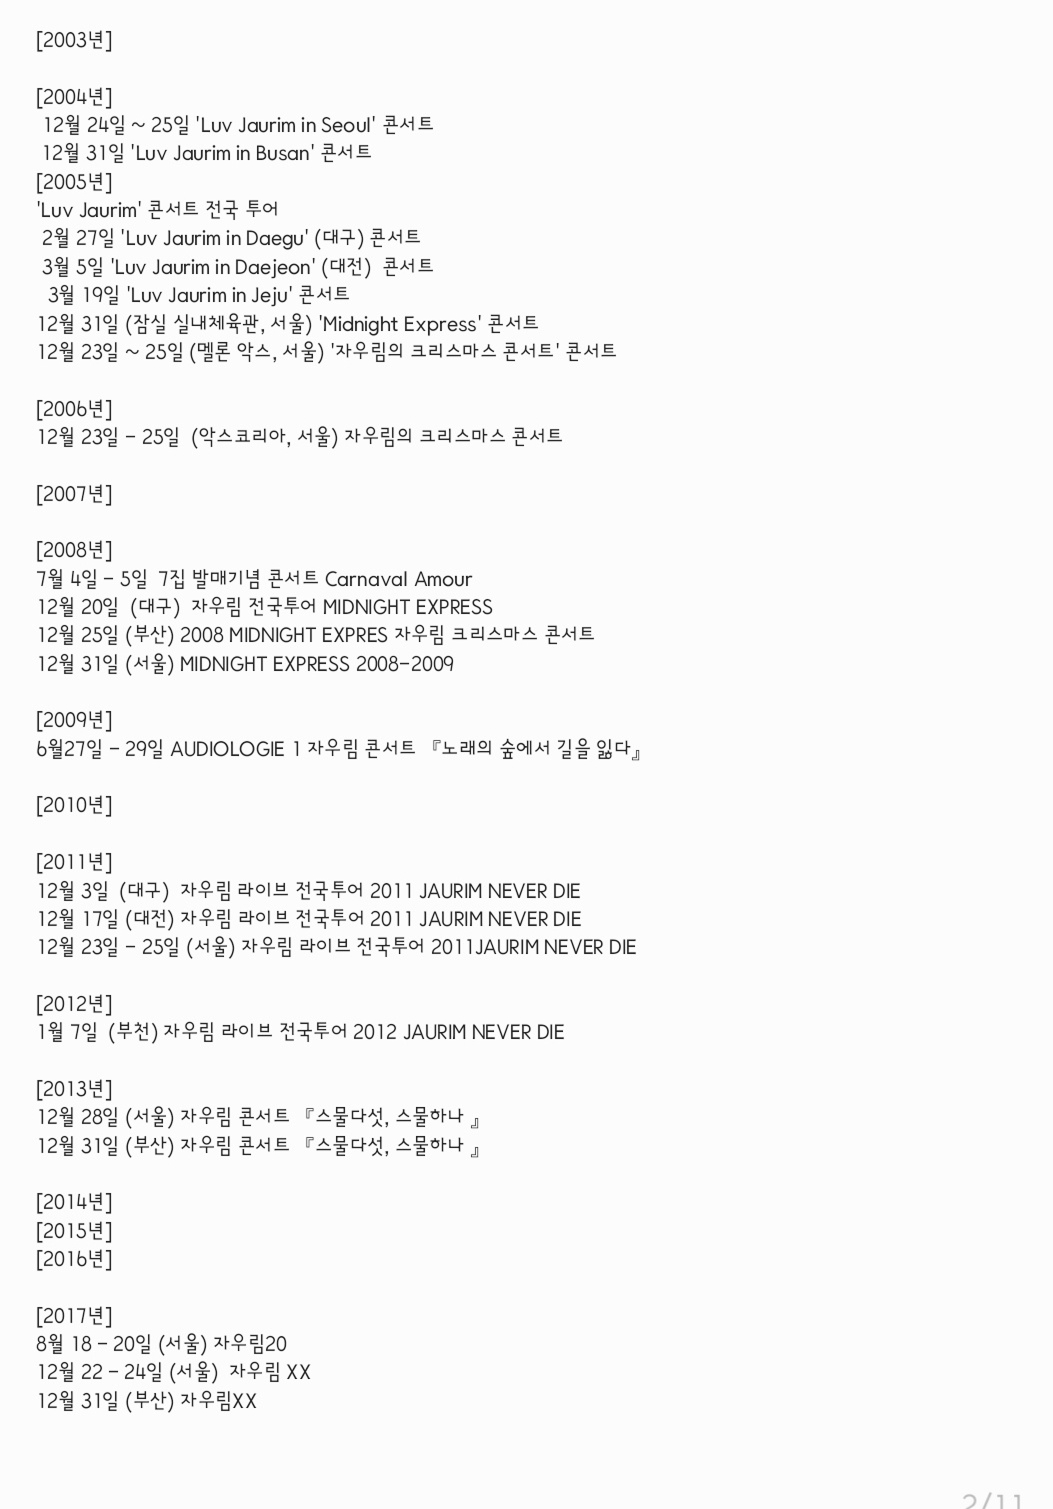 [2003년]
[2004년]
12월 24일 ~ 25일 'Luv Jaurim in Seoul' 콘서트
12월 31일 'Luv Jaurim in Busan' 콘서트
[2005년]
'Luv Jaurim' 콘서트 전국 투어
2월 27일 'Luv Jaurim in Daegu' (대구) 콘서트
3월 5일 'Luv Jaurim in Daejeon' (대전) 콘서트
3월 19일 'Luv Jaurim in Jeju' 콘서트
12월 31일 (잠실 실내체육관, 서울) 'Midnight Express' 콘서트
12월 23일 ~ 25일 (멜론 악스, 서울) '자우림의 크리스마스 콘서트' 콘서트
[2006년]
12월 23일 - 25일 (악스코리아, 서울) 자우림의 크리스마스 콘서트
[2007년]
[2008년]
7월 4일 - 5일 7집 발매기념 콘서트 Carnaval Amour
12월 20일 (대구) 자우림 전국투어 MIDNIGHT EXPRESS
12월 25일 (부산) 2008 MIDNIGHT EXPRES 자우림 크리스마스 콘서트
12월 31일 (서울) MIDNIGHT EXPRESS 2008-2009
[2009년]
6월27일 - 29일 AUDIOLOGIE 1 자우림 콘서트 『노래의 숲에서 길을 잃다』
[2010년]
[2011년]
12월 3일 (대구) 자우림 라이브 전국투어 2011 JAURIM NEVER DIE
12월 17일 (대전) 자우림 라이브 전국투어 2011 JAURIM NEVER DIE
12월 23일 - 25일 (서울) 자우림 라이브 전국투어 2011JAURIM NEVER DIE
[2012년]
1월 7일 (부천) 자우림 라이브 전국투어 2012 JAURIM NEVER DIE
[2013년]
12월 28일 (서울) 자우림 콘서트 『스물다섯, 스물하나 』
12월 31일 (부산) 자우림 콘서트 『스물다섯, 스물하나 』
[2014년]
[2015년]
[2016년]
[2017년]
8월 18 - 20일 (서울) 자우림20
12월 22 - 24일 (서울) 자우림 XX
12월 31일 (부산) 자우림XX
2/11